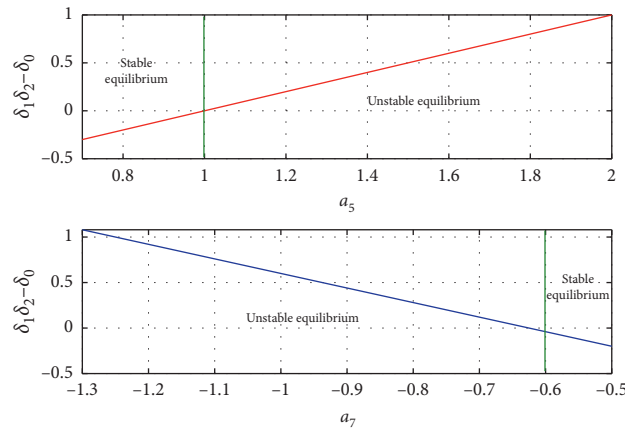 1
Stable
equilibrium
0.5
δ₁δ₂−δ₀
Unstable equilibrium
0
−0.5
0.8 1 1.2 1.4 1.6 1.8 2
a₅
1
Stable
equilibrium
0.5
δ₁δ₂−δ₀
Unstable equilibrium
0
−0.5
−1.3 −1.2 −1.1 −1 −0.9 −0.8 −0.7 −0.6 −0.5
a₇